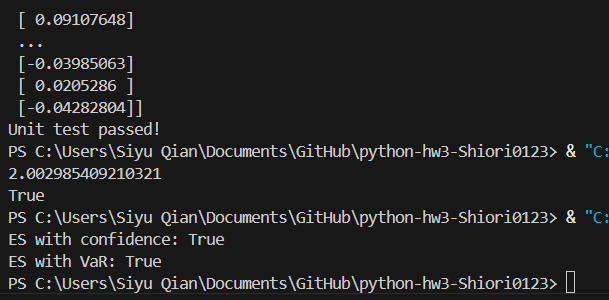 [ 0.09107648]
...
[-0.03985063]
[ 0.0205286 ]
[-0.04282804]]
Unit test passed!
PS C:\Users\Siyu Qian\Documents\GitHub\python-hw3-Shiori0123> & "C:
2.002985409210321
True
PS C:\Users\Siyu Qian\Documents\GitHub\python-hw3-Shiori0123> & "C:
ES with confidence: True
ES with VaR: True
PS C:\Users\Siyu Qian\Documents\GitHub\python-hw3-Shiori0123>